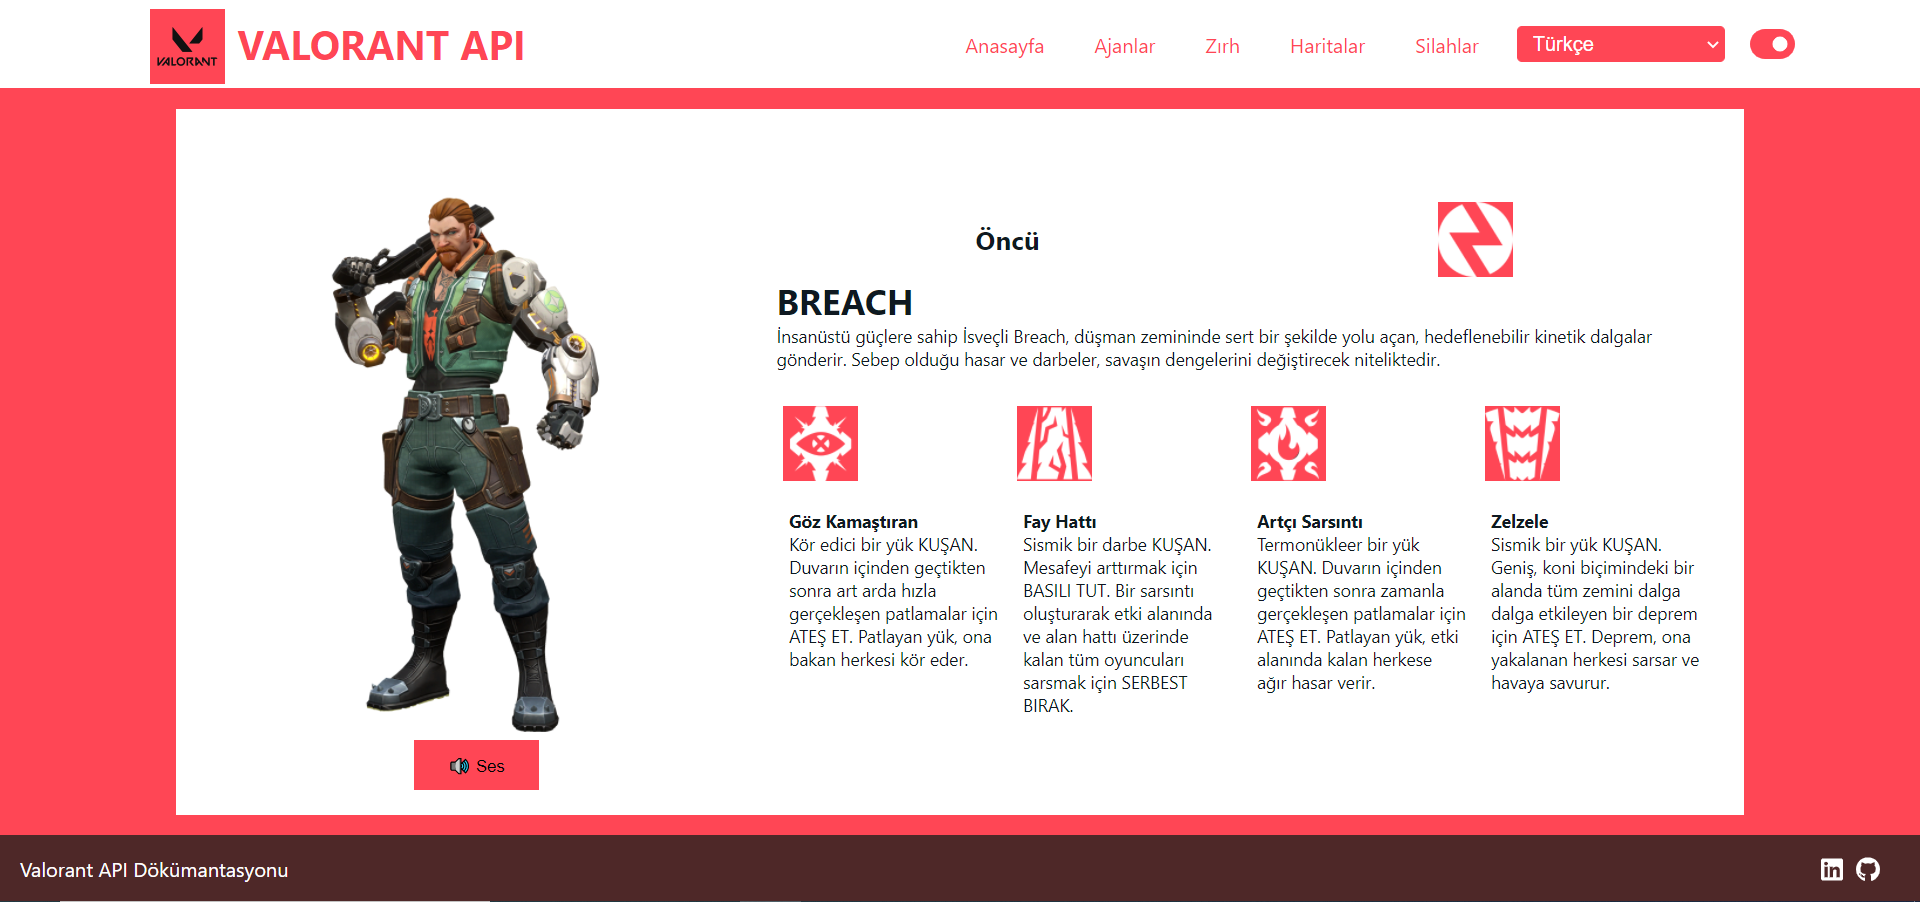 VALORANT
VALORANT API
Anasayfa
Ajanlar
Zırh
Haritalar
Silahlar
Türkçe
Öncü
BREACH
İnsanüstü güçlere sahip İsveçli Breach, düşman zemininde sert bir şekilde yolu açan, hedeflenebilir kinetik dalgalar
gönderir. Sebep olduğu hasar ve darbeler, savaşın dengelerini değiştirecek niteliktedir.
Göz Kamaştıran
Kör edici bir yük KUŞAN.
Duvarın içinden geçtikten
sonra art arda hızla
gerçekleşen patlamalar için
ATEŞ ET. Patlayan yük, ona
bakan herkesi kör eder.
Fay Hattı
Sismik bir darbe KUŞAN.
Mesafeyi arttırmak için
BASILI TUT. Bir sarsıntı
oluşturarak etki alanında
ve alan hattı üzerinde
kalan tüm oyuncuları
sarsmak için SERBEST
BIRAK.
Artçı Sarsıntı
Termonükleer bir yük
KUŞAN. Duvarın içinden
geçtikten sonra zamanla
gerçekleşen patlamalar için
ATEŞ ET. Patlayan yük, etki
alanında kalan herkese
ağır hasar verir.
Zelzele
Sismik bir yük KUŞAN.
Geniş, koni biçimindeki bir
alanda tüm zemini dalga
dalga etkileyen bir deprem
için ATEŞ ET. Deprem, ona
yakalanan herkesi sarsar ve
havaya savurur.
Ses
Valorant API Dökümantasyonu